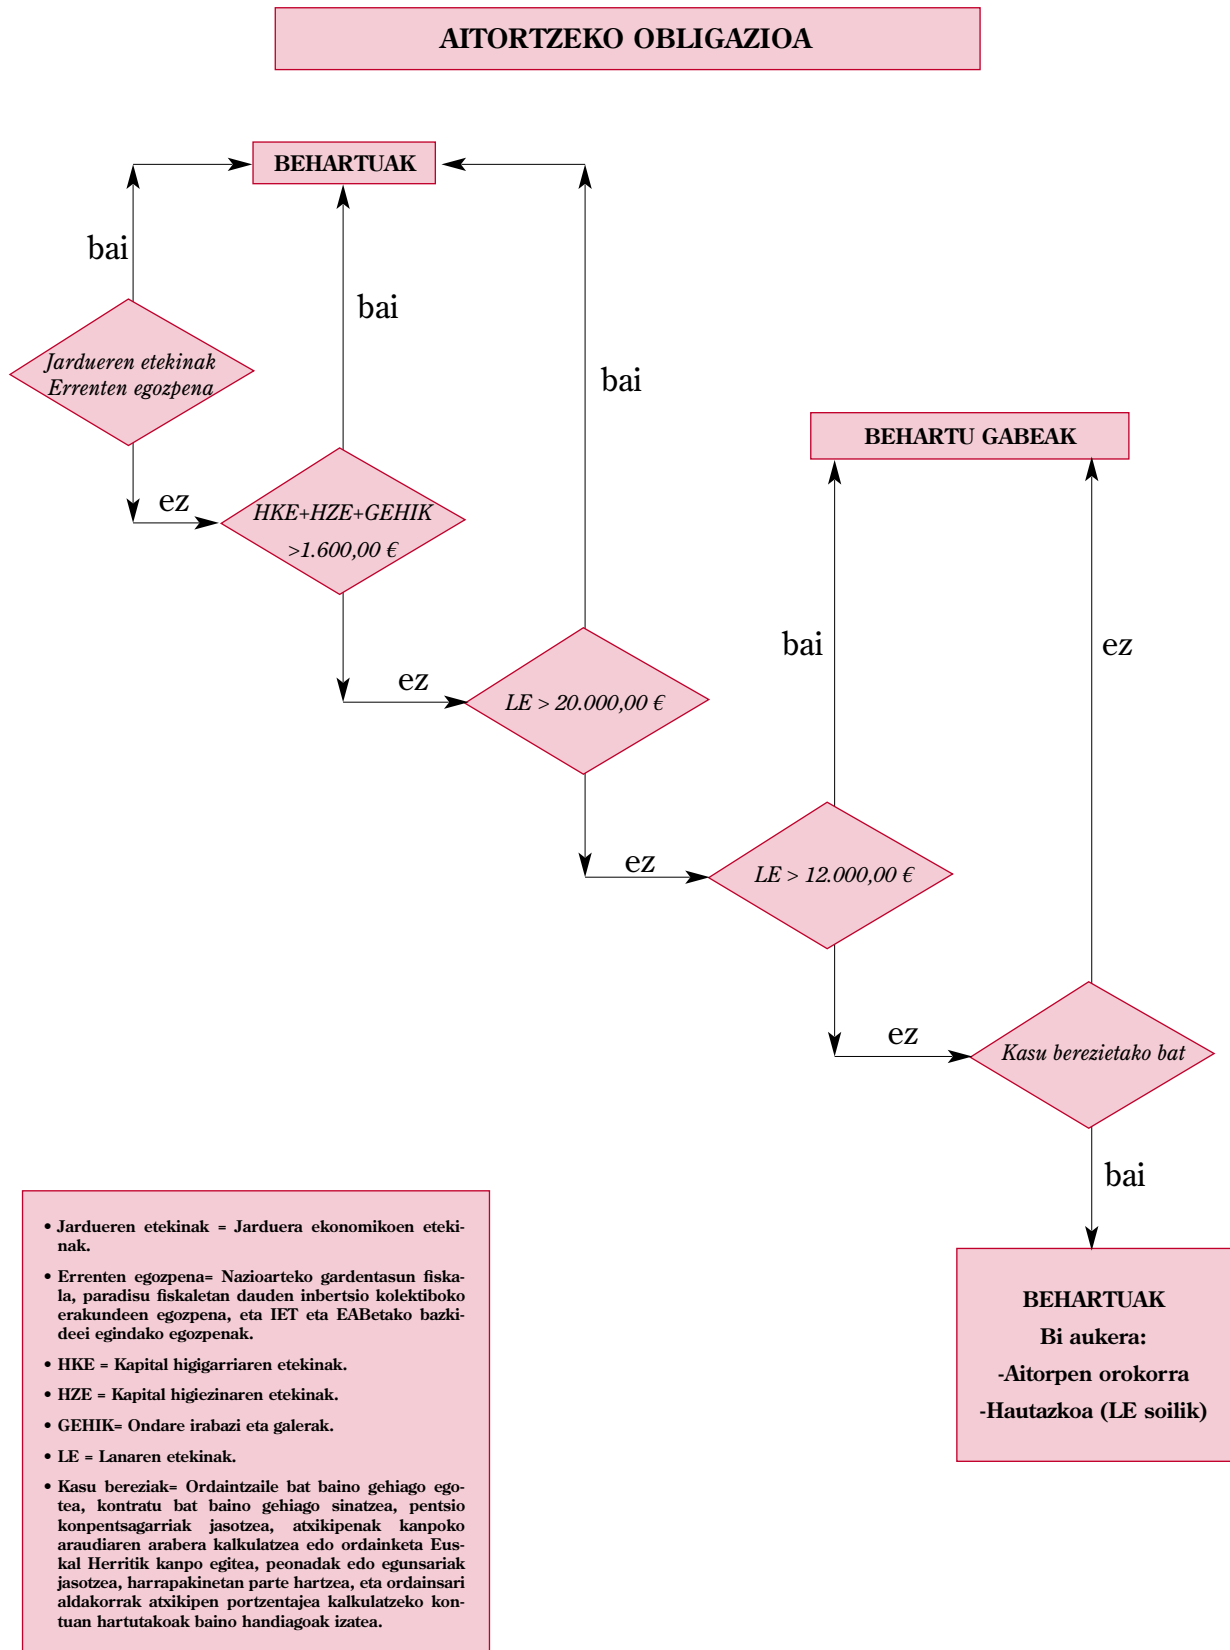 AITORTZEKO OBLIGAZIOA
BEHARTUAK
bai
bai
bai
Jardueren etekinak
Errenten egozpena
ez
HKE+HZE+GEHIK
>1.600,00 €
ez
LE > 20.000,00 €
ez
BEHARTU GABEAK
bai
ez
LE > 12.000,00 €
ez
Kasu berezietako bat
bai
BEHARTUAK
Bi aukera:
-Aitorpen orokorra
-Hautazkoa (LE soilik)
• Jardueren etekinak = Jarduera ekonomikoen eteki-
nak.
• Errenten egozpena= Nazioarteko gardentasun fiska-
la, paradisu fiskaletan dauden inbertsio kolektiboko
erakundeen egozpena, eta IET eta EABetako bazki-
deei egindako egozpenak.
• HKE = Kapital higigarriaren etekinak.
• HZE = Kapital higiezinaren etekinak.
• GEHIK= Ondare irabazi eta galerak.
• LE = Lanaren etekinak.
• Kasu bereziak= Ordaintzaile bat baino gehiago ego-
tea, kontratu bat baino gehiago sinatzea, pentsio
konpentsagarriak jasotzea, atxikipenak kanpoko
araudiaren arabera kalkulatzea edo ordainketa Eus-
kal Herritik kanpo egitea, peonadak edo egunsariak
jasotzea, harrapakinetan parte hartzea, eta ordainsari
aldakorrak atxikipen portzentajea kalkulatzeko kon-
tuan hartutakoak baino handiagoak izatea.